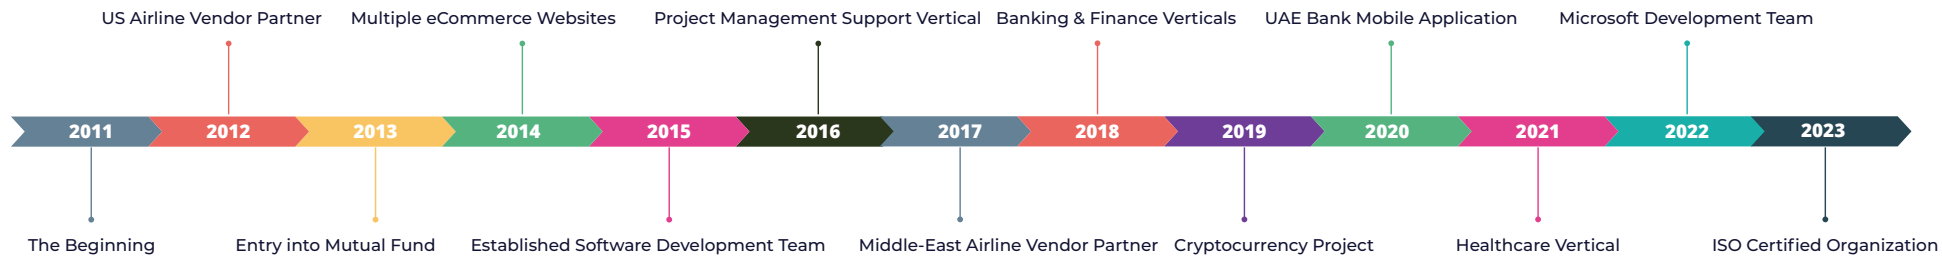 US Airline Vendor Partner
Multiple eCommerce Websites
Project Management Support Vertical
Banking & Finance Verticals
UAE Bank Mobile Application
Microsoft Development Team
2011
2012
2013
2014
2015
2016
2017
2018
2019
2020
2021
2022
2023
The Beginning
Entry into Mutual Fund
Established Software Development Team
Middle-East Airline Vendor Partner
Cryptocurrency Project
Healthcare Vertical
ISO Certified Organization